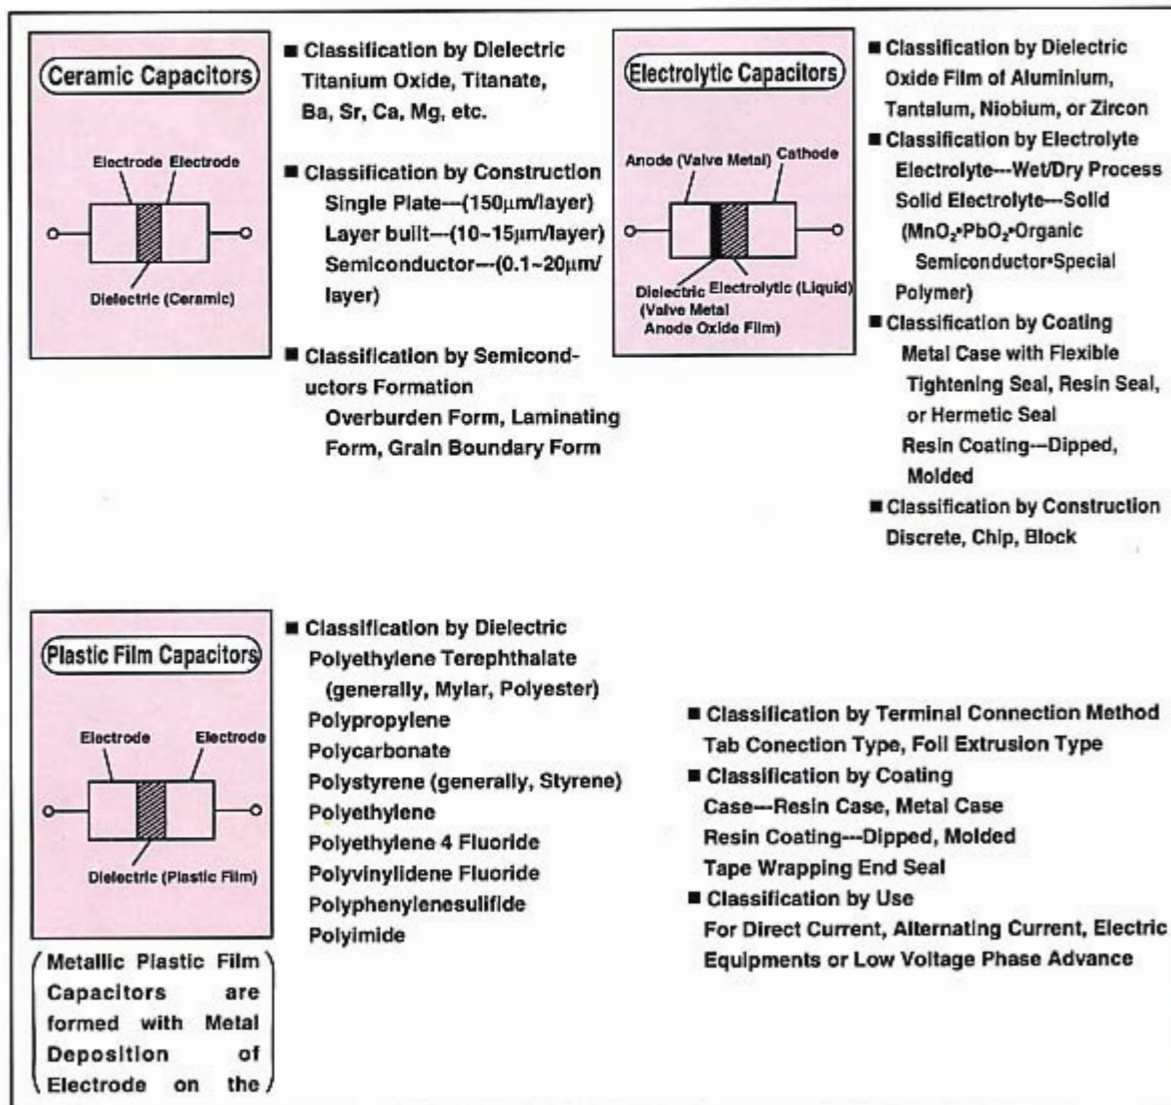 Ceramic Capacitors
Electrode Electrode
Dielectric (Ceramic)
■ Classification by Dielectric
Titanium Oxide, Titanate,
Ba, Sr, Ca, Mg, etc.
■ Classification by Construction
Single Plate---(150μm/layer)
Layer built---(10~15μm/layer)
Semiconductor---(0.1~20μm/
layer)
■ Classification by Semicond-
uctors Formation
Overburden Form, Laminating
Form, Grain Boundary Form
Electrolytic Capacitors
Anode (Valve Metal) Cathode
Dielectric Electrolytic (Liquid)
(Valve Metal
Anode Oxide Film)
■ Classification by Dielectric
Oxide Film of Aluminium,
Tantalum, Niobium, or Zircon
■ Classification by Electrolyte
Electrolyte---Wet/Dry Process
Solid Electrolyte---Solid
(MnO₂•PbO₂•Organic
Semiconductor•Special
Polymer)
■ Classification by Coating
Metal Case with Flexible
Tightening Seal, Resin Seal,
or Hermetic Seal
Resin Coating---Dipped,
Molded
■ Classification by Construction
Discrete, Chip, Block
Plastic Film Capacitors
Electrode Electrode
Dielectric (Plastic Film)
(Metallic Plastic Film
Capacitors are
formed with Metal
Deposition of
Electrode on the)
■ Classification by Dielectric
Polyethylene Terephthalate
(generally, Mylar, Polyester)
Polypropylene
Polycarbonate
Polystyrene (generally, Styrene)
Polyethylene
Polyethylene 4 Fluoride
Polyvinylidene Fluoride
Polyphenylenesulifide
Polyimide
■ Classification by Terminal Connection Method
Tab Conection Type, Foil Extrusion Type
■ Classification by Coating
Case---Resin Case, Metal Case
Resin Coating---Dipped, Molded
Tape Wrapping End Seal
■ Classification by Use
For Direct Current, Alternating Current, Electric
Equipments or Low Voltage Phase Advance